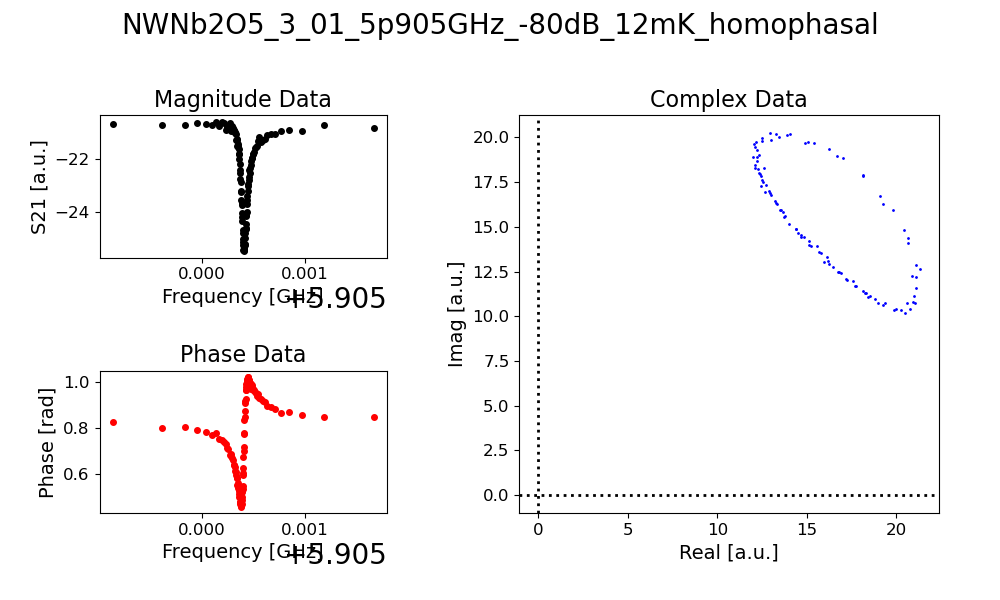 NWNb2O5_3_01_5p905GHz_-80dB_12mK_homophasal
Magnitude Data
S21 [a.u.]
−22
−24
0.000 0.001
Frequency [GHz]
+5.905
Phase Data
Phase [rad]
1.0
0.8
0.6
0.000 0.001
Frequency [GHz]
+5.905
Complex Data
Imag [a.u.]
20.0
17.5
15.0
12.5
10.0
7.5
5.0
2.5
0.0
0 5 10 15 20
Real [a.u.]